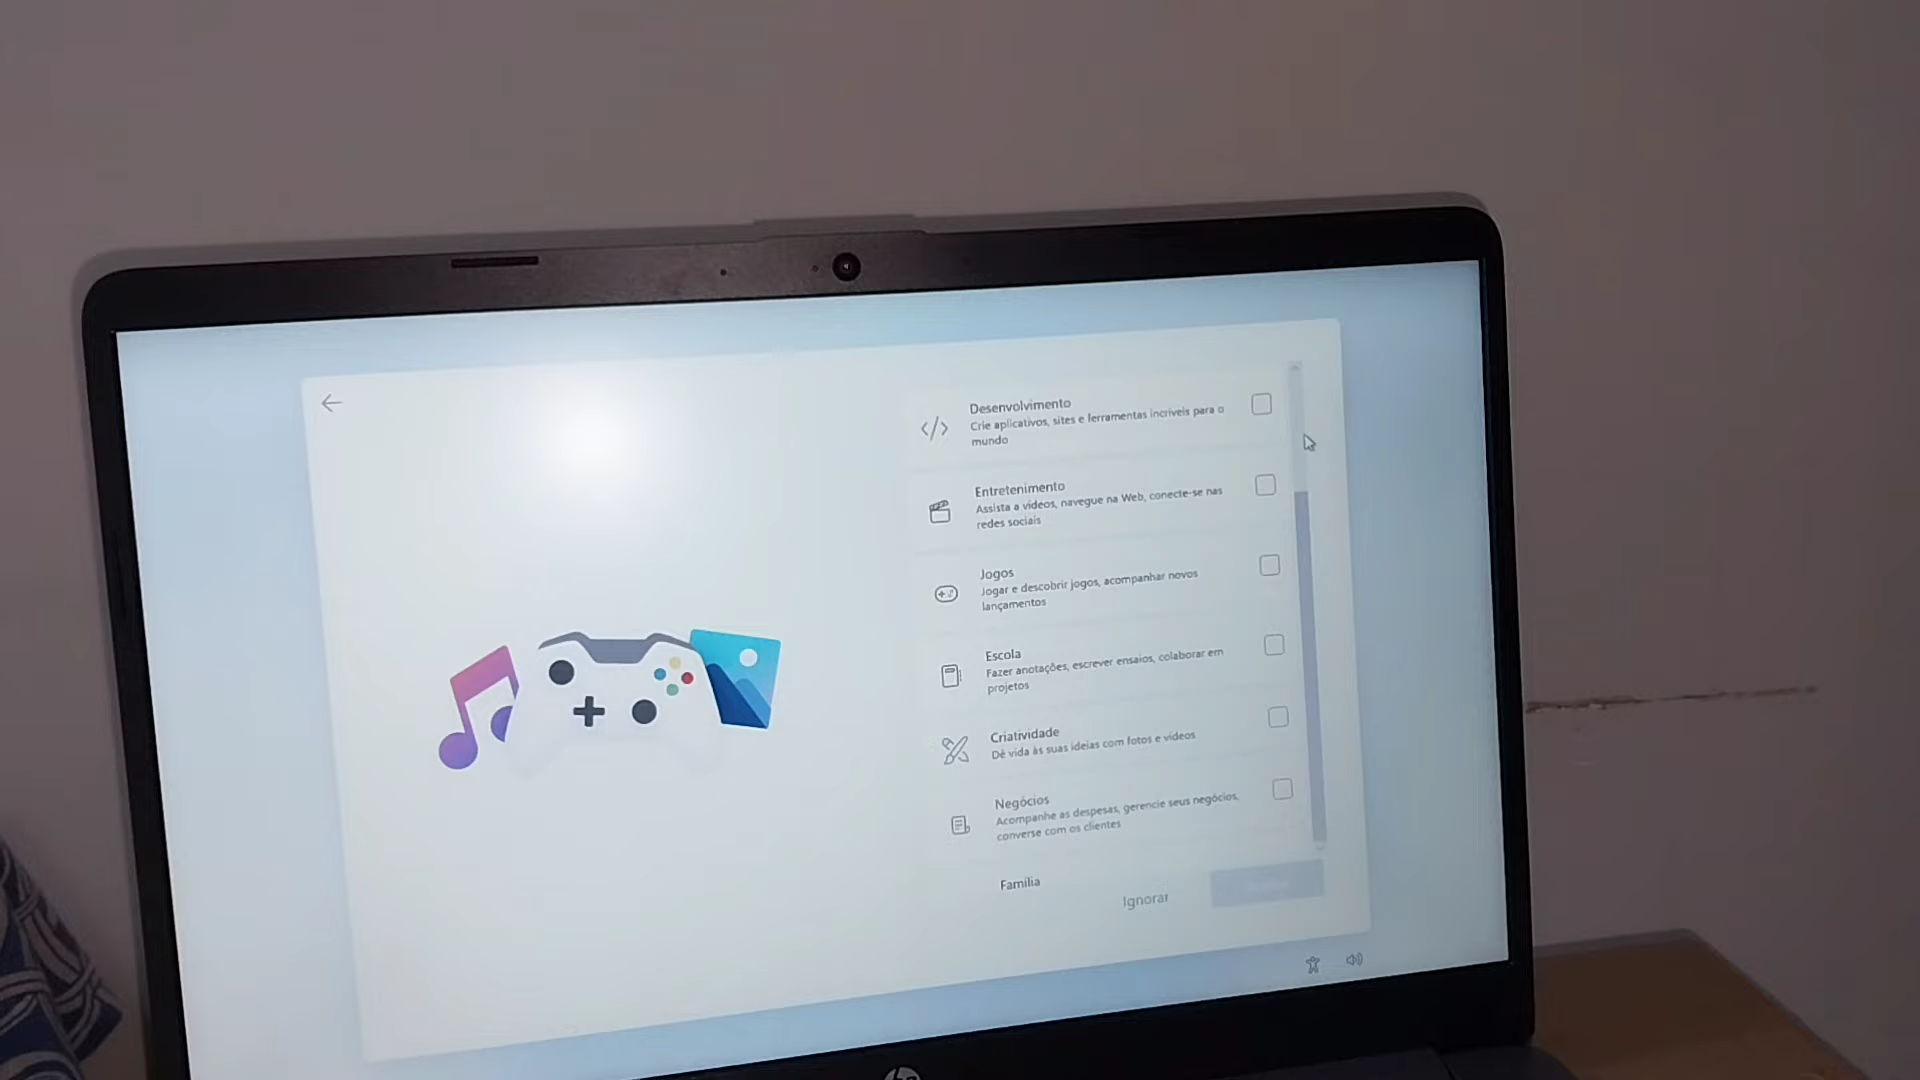 Desenvolvimento
Crie aplicativos, sites e ferramentas incríveis para o
mundo
Entretenimento
Assista a vídeos, navegue na Web, conecte-se nas
redes sociais
Jogos
Jogar e descobrir jogos, acompanhar novos
lançamentos
Escola
Fazer anotações, escrever ensaios, colaborar em
projetos
Criatividade
Dê vida às suas ideias com fotos e vídeos
Negócios
Acompanhe as despesas, gerencie seus negócios,
converse com os clientes
Família
Ignorar